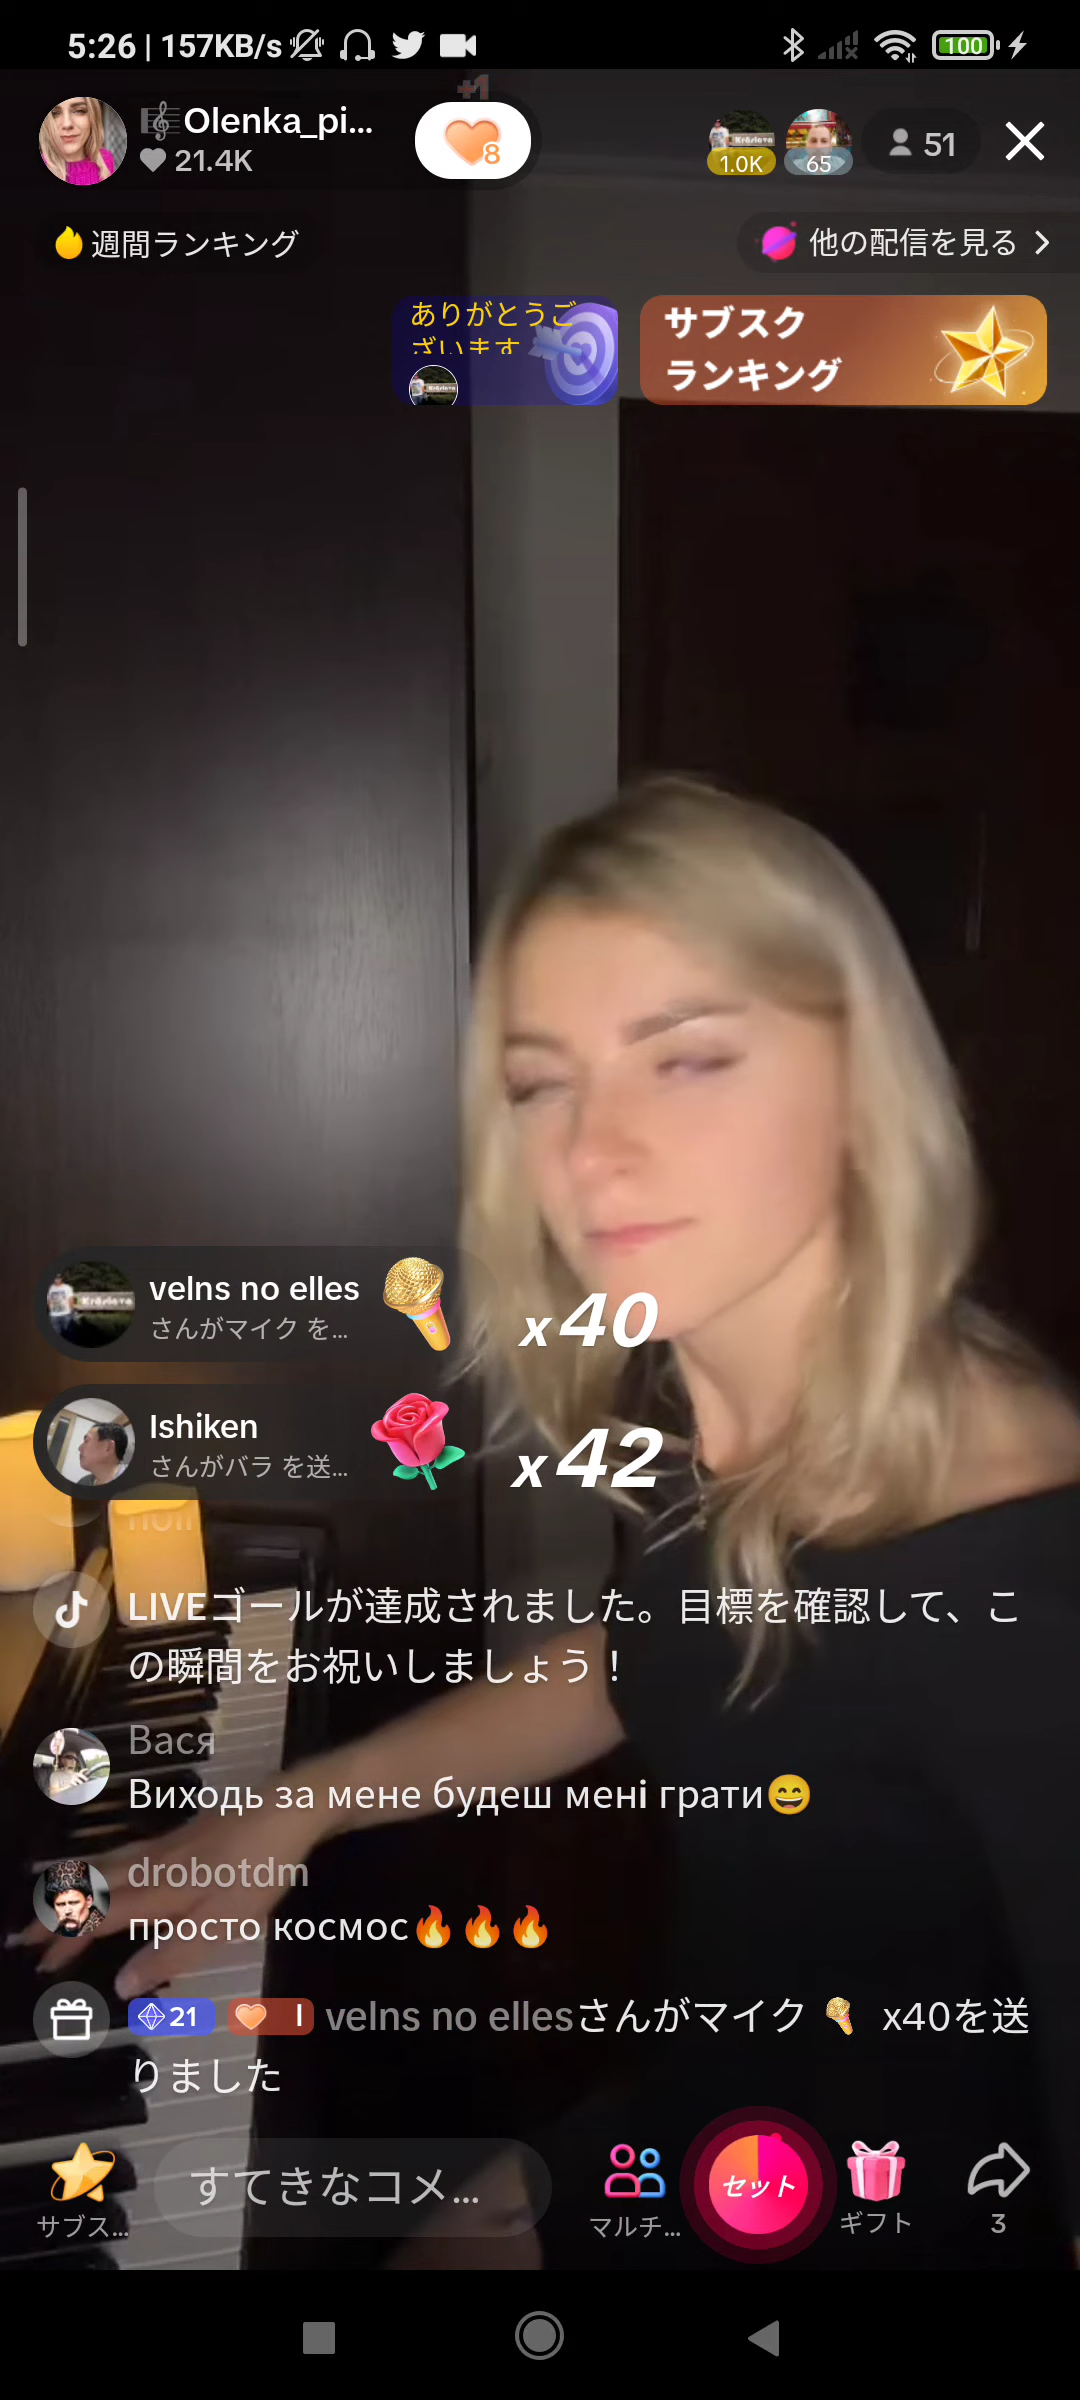 5:26 | 157KB/s
100
+1
Olenka_pi...
21.4K
8
1.0K
65
51
週間ランキング
他の配信を見る
ありがとうご
ざいます
サブスク
ランキング
velns no elles
さんがマイク を...
x40
Ishiken
さんがバラ を送...
x42
LIVEゴールが達成されました。目標を確認して、こ
の瞬間をお祝いしましょう！
Вася
Виходь за мене будеш мені грати😄
drobotdm
просто космос🔥🔥🔥
21 I velns no ellesさんがマイク x40を送
りました
サブス...
すてきなコメ...
マルチ...
セット
ギフト
3